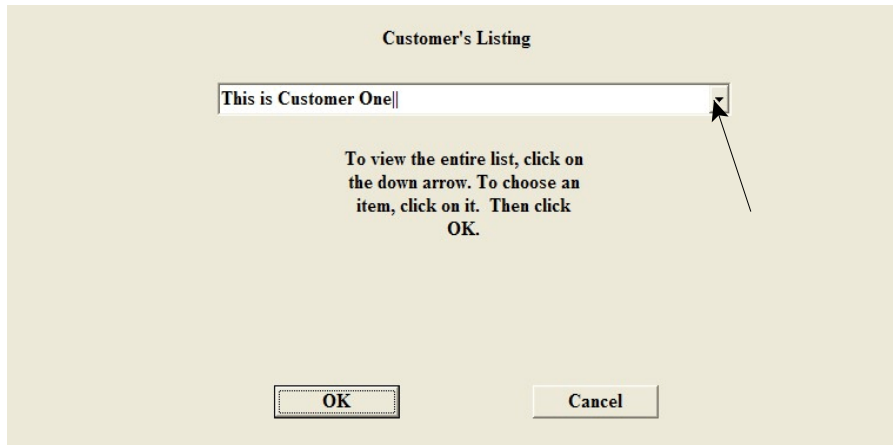 Customer's Listing
This is Customer One||
To view the entire list, click on
the down arrow. To choose an
item, click on it.  Then click
OK.
OK
Cancel